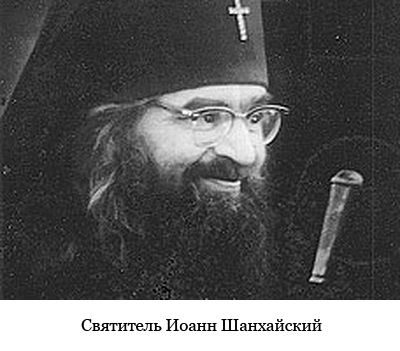 Святитель Иоанн Шанхайский